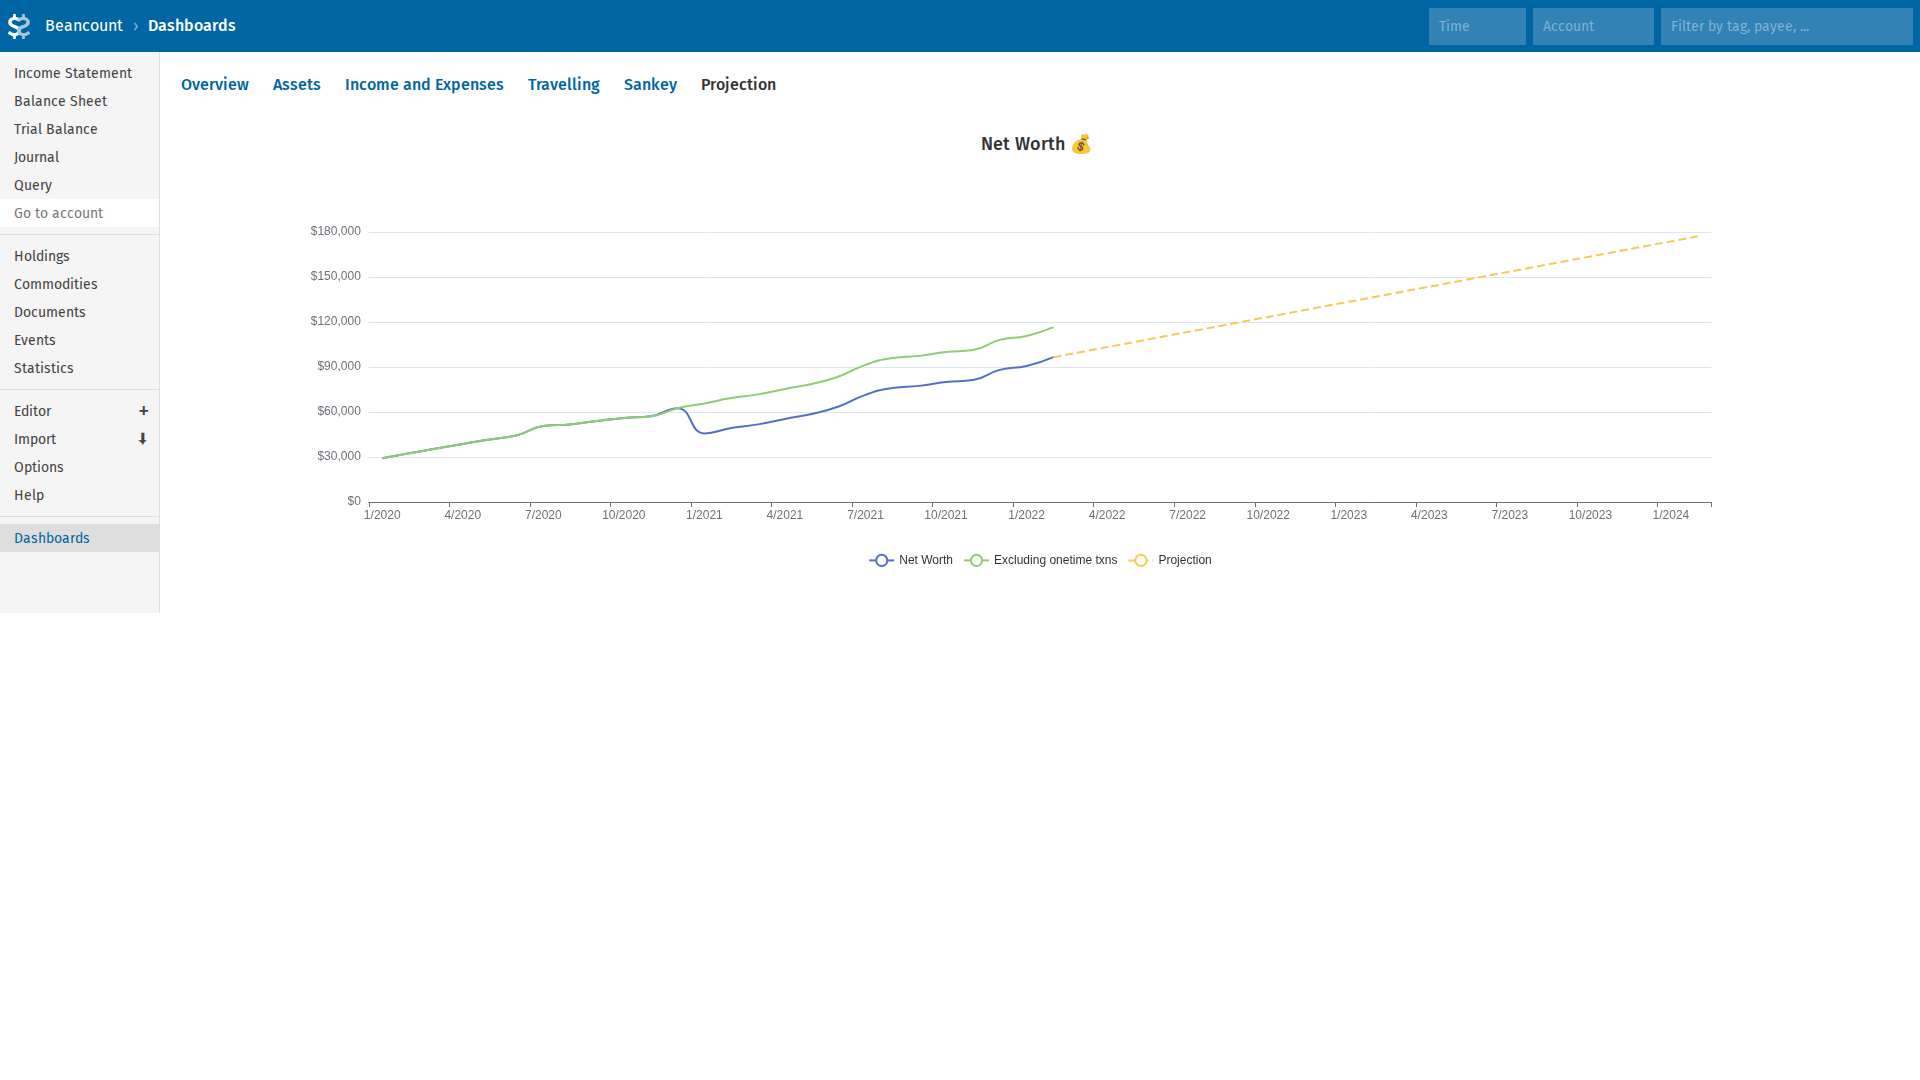 Beancount › Dashboards
Time
Account
Filter by tag, payee, ...
Income Statement
Balance Sheet
Trial Balance
Journal
Query
Go to account
Holdings
Commodities
Documents
Events
Statistics
Editor +
Import ⬇
Options
Help
Dashboards
Overview Assets Income and Expenses Travelling Sankey Projection
Net Worth 💰
$180,000
$150,000
$120,000
$90,000
$60,000
$30,000
$0
1/2020 4/2020 7/2020 10/2020 1/2021 4/2021 7/2021 10/2021 1/2022 4/2022 7/2022 10/2022 1/2023 4/2023 7/2023 10/2023 1/2024
Net Worth Excluding onetime txns Projection